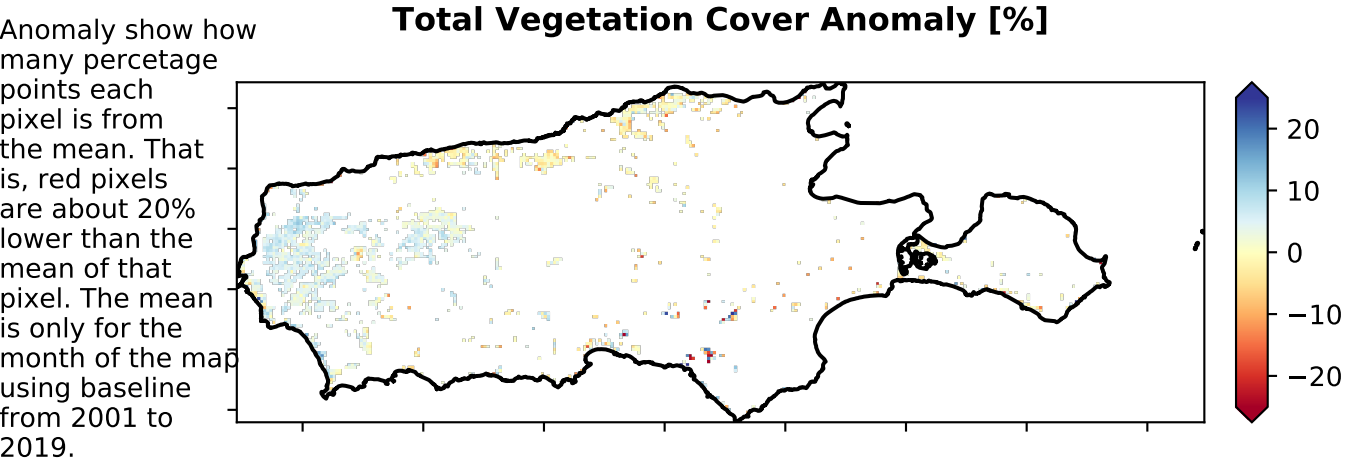 Total Vegetation Cover Anomaly [%]
Anomaly show how
many percetage
points each
pixel is from
the mean. That
is, red pixels
are about 20%
lower than the
mean of that
pixel. The mean
is only for the
month of the map
using baseline
from 2001 to
2019.
20
10
0
−10
−20